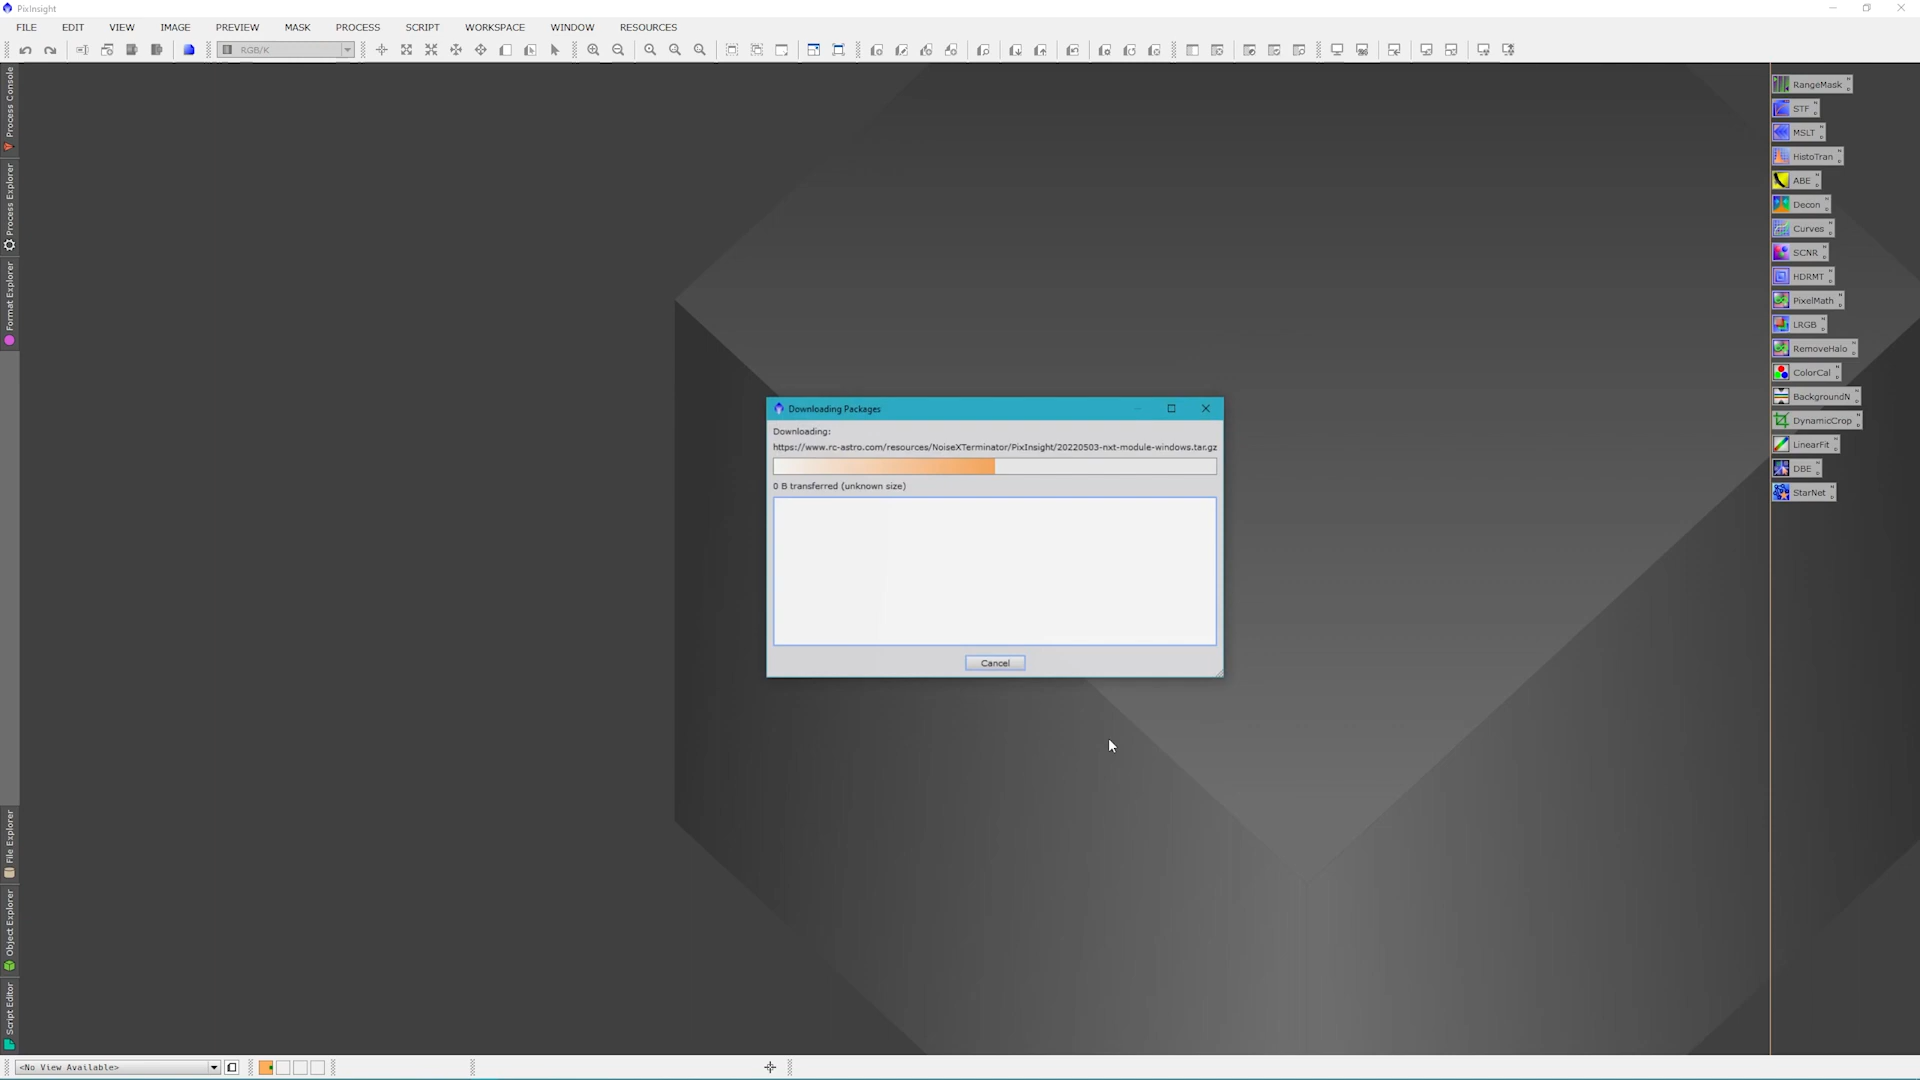 PixInsight
FILE EDIT VIEW IMAGE PREVIEW MASK PROCESS SCRIPT WORKSPACE WINDOW RESOURCES
RGB/K
Process Console
Process Explorer
Format Explorer
File Explorer
Object Explorer
Script Editor
Downloading Packages
Downloading:
https://www.rc-astro.com/resources/NoiseXTerminator/PixInsight/20220503-nxt-module-windows.tar.gz
0 B transferred (unknown size)
Cancel
RangeMask
STF
MSLT
HistoTran
ABE
Decon
Curves
SCNR
HDRMT
PixelMath
LRGB
RemoveHalo
ColorCal
BackgroundN
DynamicCrop
LinearFit
DBE
StarNet
<No View Available>